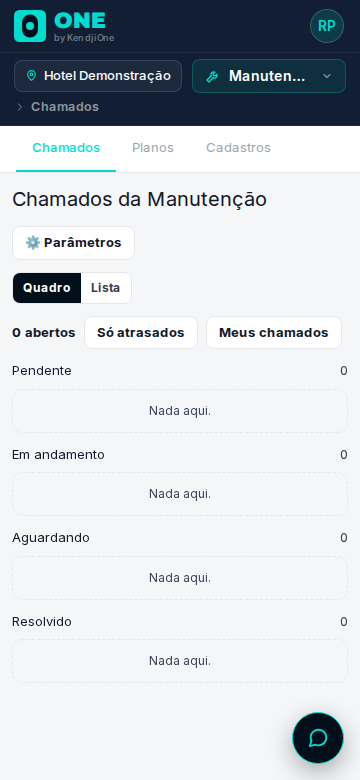 ONE
by KendjiOne
RP
Hotel Demonstração
Manuten...
Chamados
Chamados Planos Cadastros
Chamados da Manutenção
⚙️ Parâmetros
Quadro Lista
0 abertos Só atrasados Meus chamados
Pendente 0
Nada aqui.
Em andamento 0
Nada aqui.
Aguardando 0
Nada aqui.
Resolvido 0
Nada aqui.